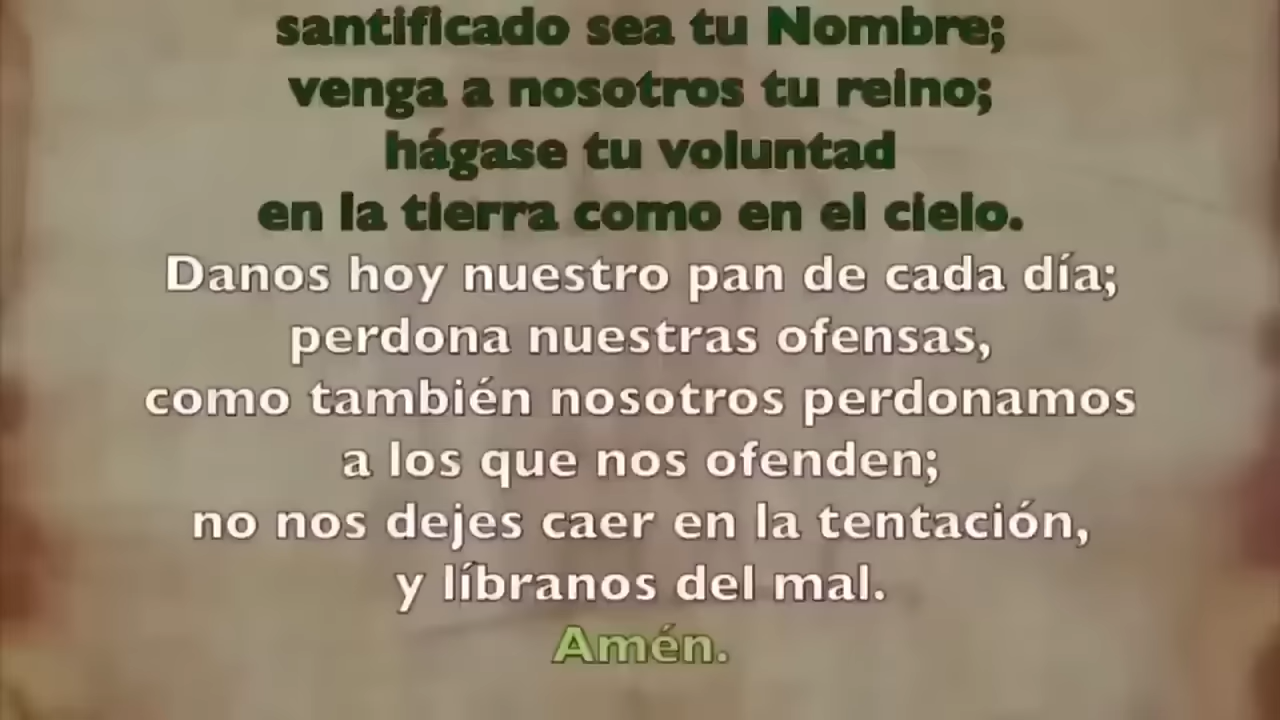 santificado sea tu Nombre;
venga a nosotros tu reino;
hágase tu voluntad
en la tierra como en el cielo.
Danos hoy nuestro pan de cada día;
perdona nuestras ofensas,
como también nosotros perdonamos
a los que nos ofenden;
no nos dejes caer en la tentación,
y líbranos del mal.
Amén.